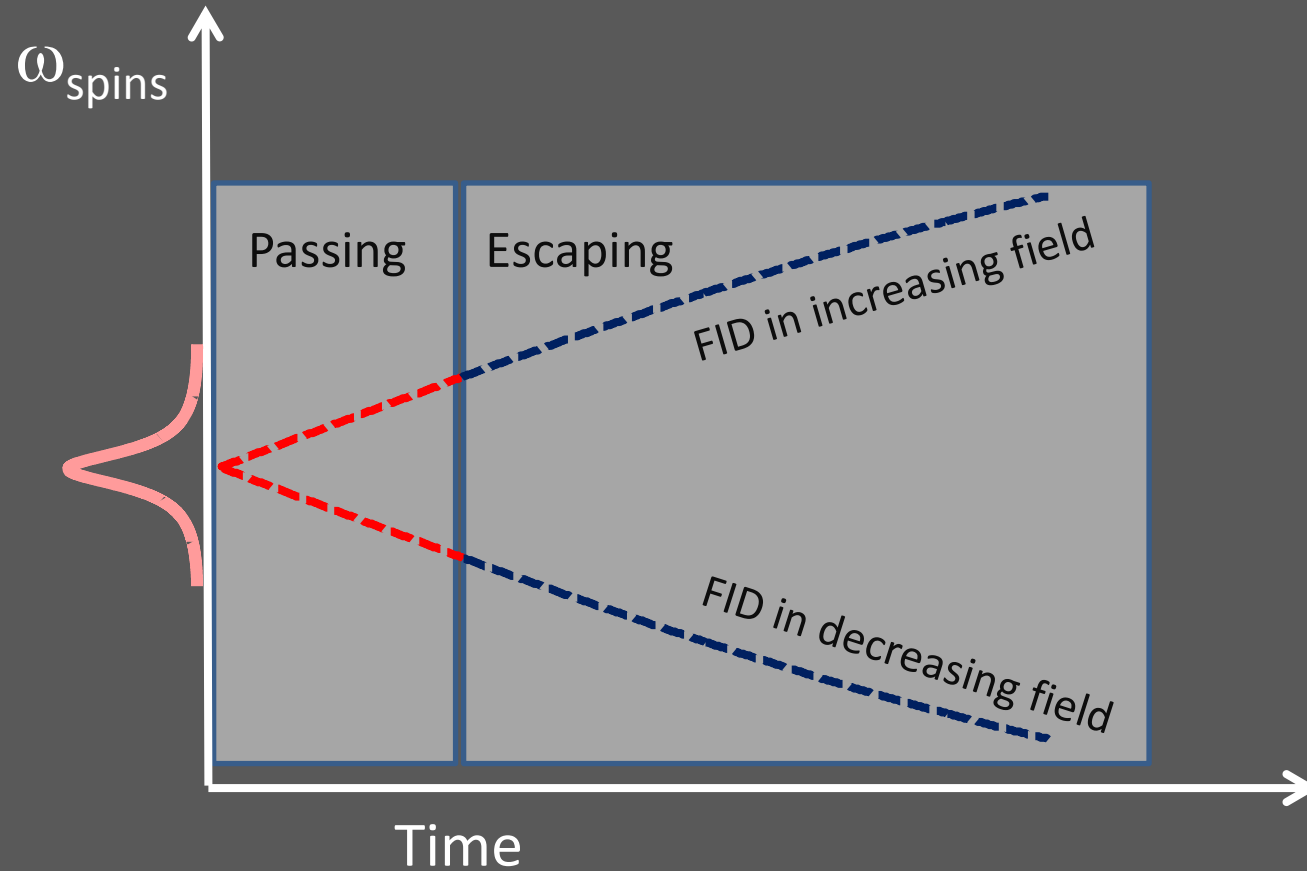 ωspins
Passing
Escaping
FID in increasing field
FID in decreasing field
Time